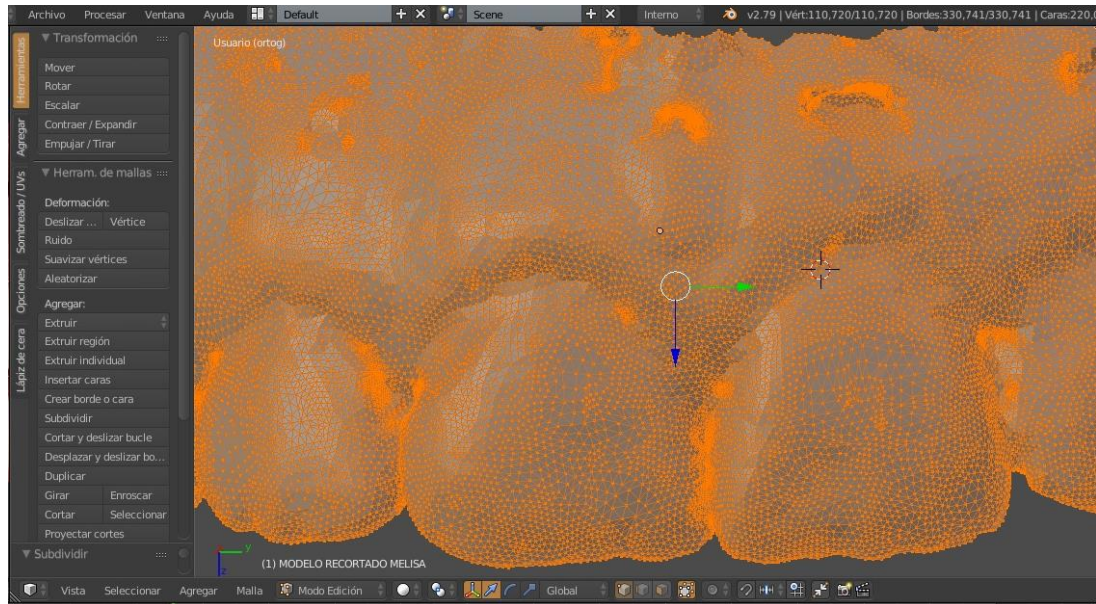 Archivo Procesar Ventana Ayuda Default Scene Interno v2.79 | Vért:110,720/110,720 | Bordes:330,741/330,741 | Caras:220,0
Usuario (ortog)
Herramientas
Agregar
Sombreado / UVs
Opciones
Lápiz de cera
Transformación
Mover
Rotar
Escalar
Contraer / Expandir
Empujar / Tirar
Herram. de mallas
Deformación:
Deslizar ... Vértice
Ruido
Suavizar vértices
Aleatorizar
Agregar:
Extruir
Extruir región
Extruir individual
Insertar caras
Crear borde o cara
Subdividir
Cortar y deslizar bucle
Desplazar y deslizar bo...
Duplicar
Girar Enroscar
Cortar Seleccionar
Proyectar cortes
Subdividir
y
z
(1) MODELO RECORTADO MELISA
Vista Seleccionar Agregar Malla Modo Edición Global